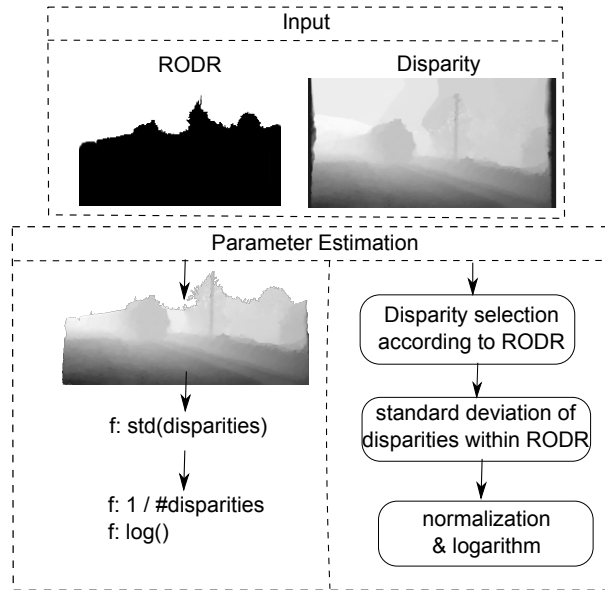 Input
RODR
Disparity
Parameter Estimation
f: std(disparities)
f: 1 / #disparities
f: log()
Disparity selection
according to RODR
standard deviation of
disparities within RODR
normalization
& logarithm